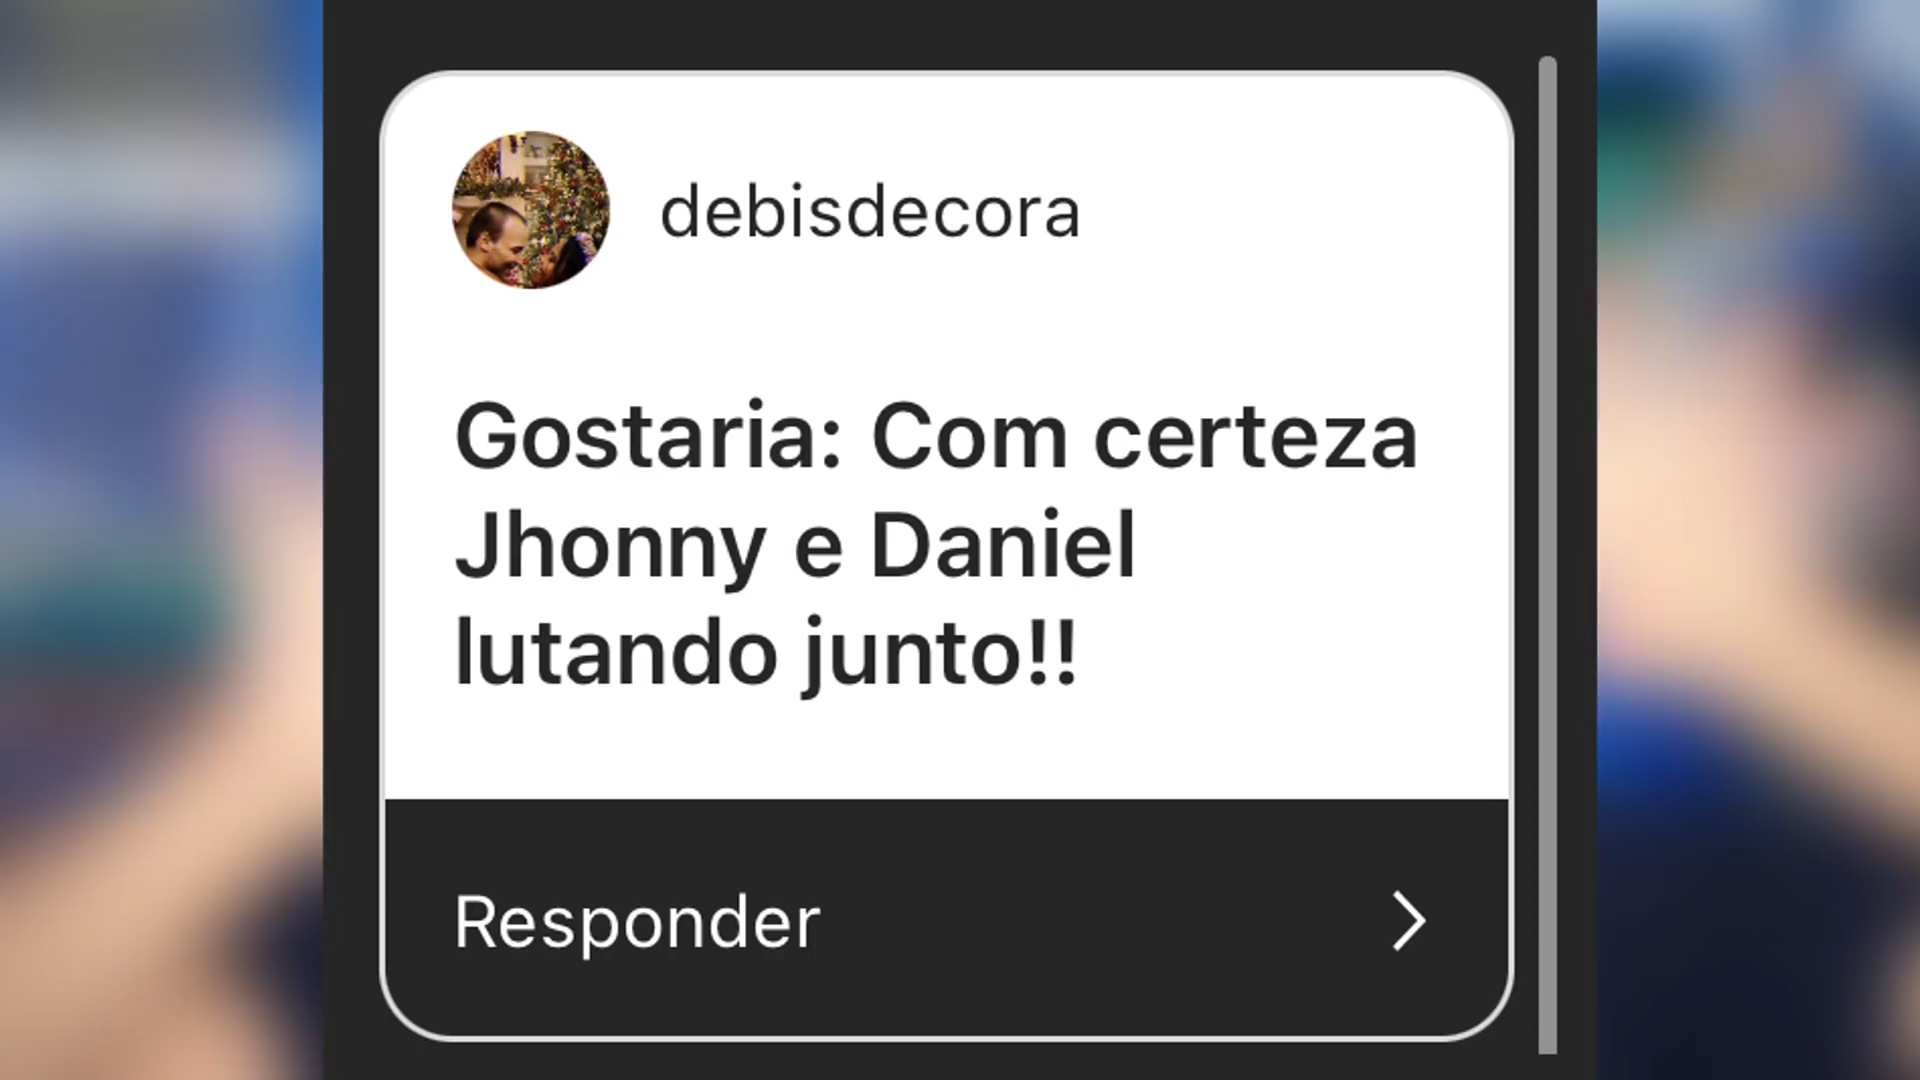 debisdecora
Gostaria: Com certeza
Jhonny e Daniel
lutando junto!!
Responder